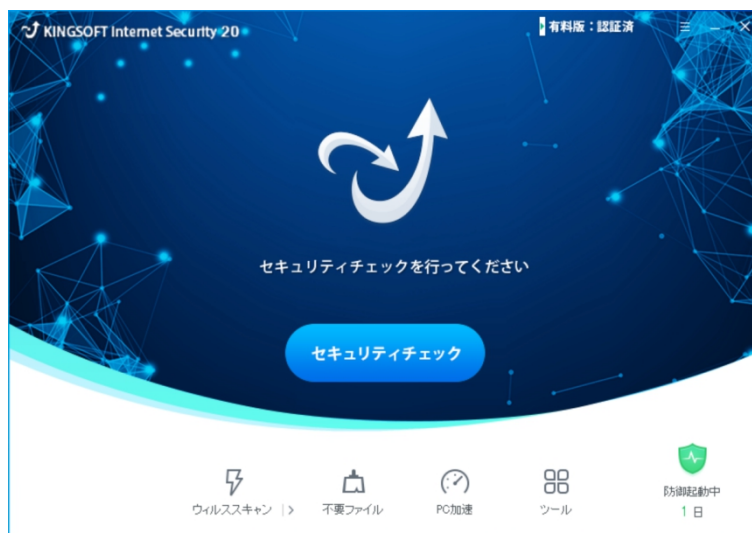 KINGSOFT Internet Security 20
有料版：認証済
セキュリティチェックを行ってください
セキュリティチェック
ウィルススキャン
不要ファイル
PC加速
ツール
防御起動中
1 日